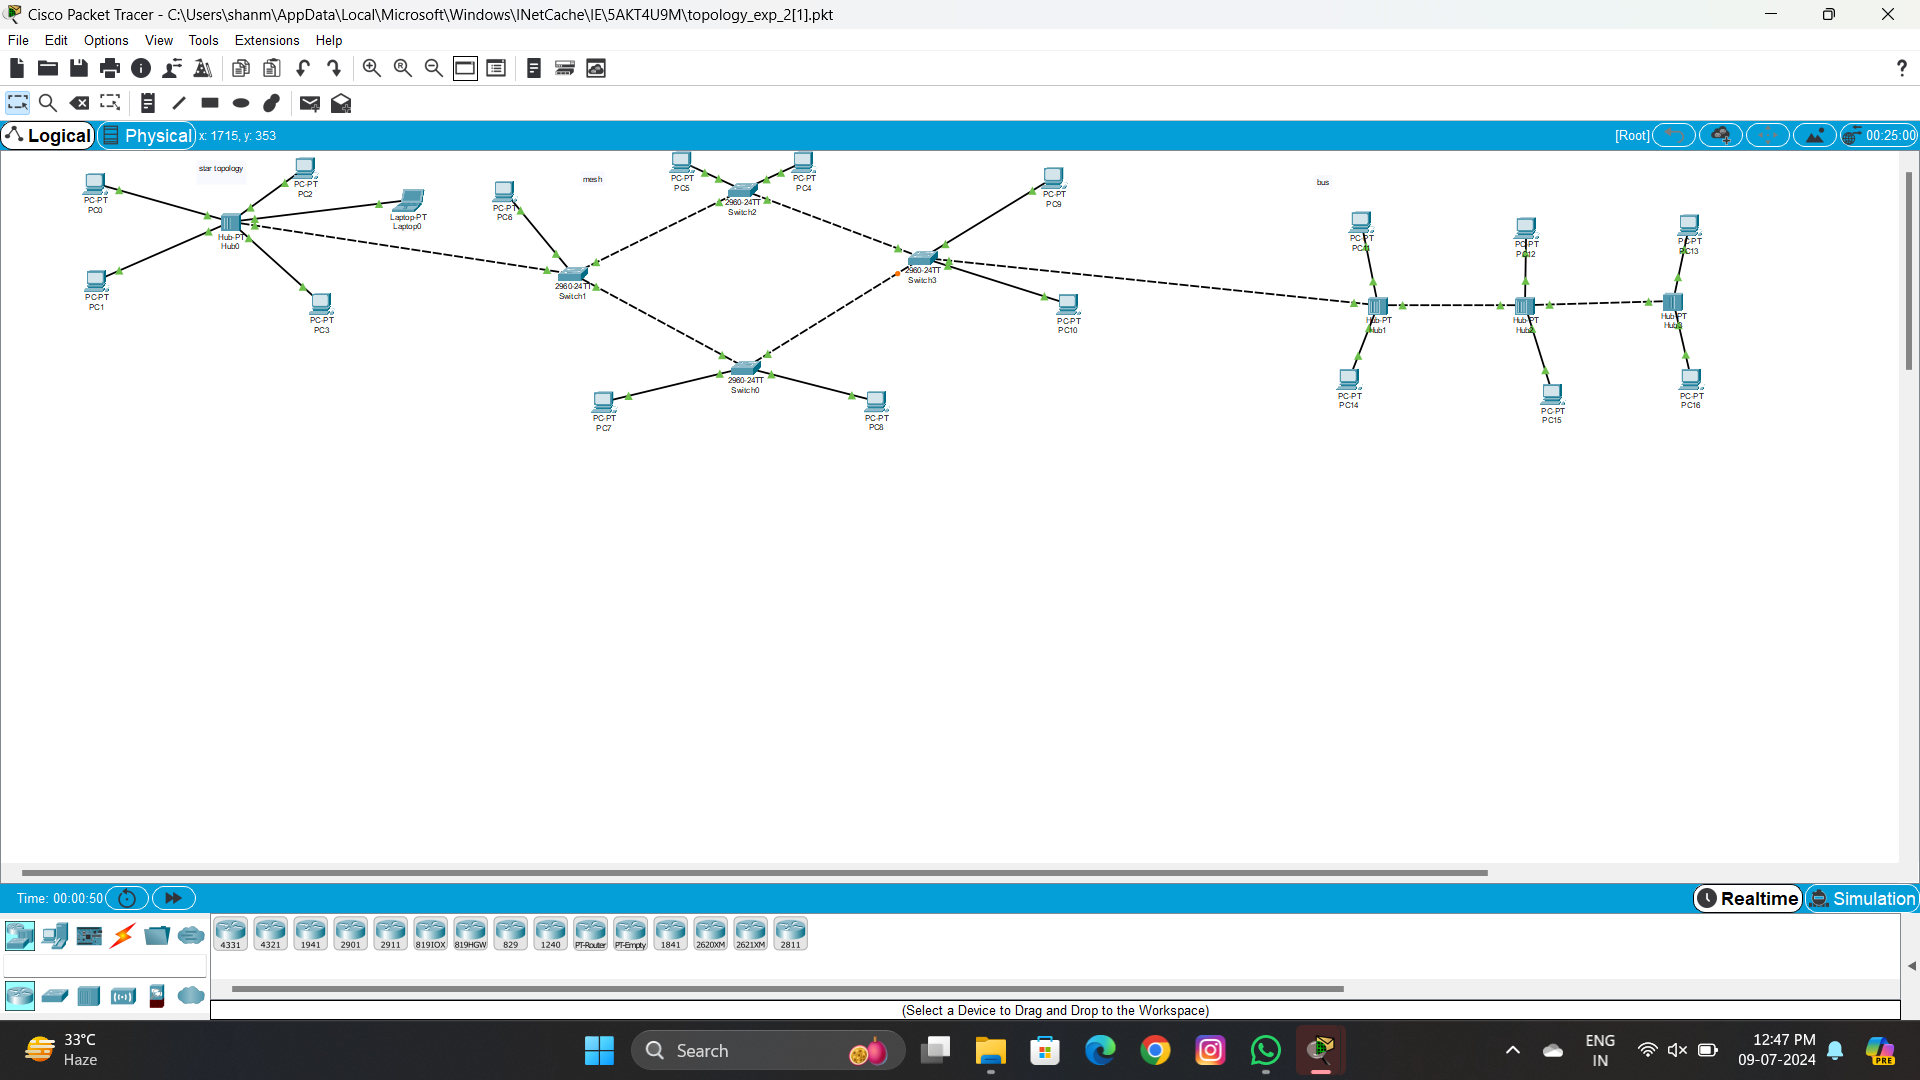 Cisco Packet Tracer - C:\Users\shanm\AppData\Local\Microsoft\Windows\INetCache\IE\5AKT4U9M\topology_exp_2[1].pkt
File Edit Options View Tools Extensions Help
Logical Physical x: 1715, y: 353 [Root] 00:25:00
star topology
mesh
bus
PC-PT
PC0
PC-PT
PC2
Laptop-PT
Laptop0
Hub-PT
Hub0
PC-PT
PC1
PC-PT
PC3
PC-PT
PC6
PC-PT
PC5
PC-PT
PC4
2960-24TT
Switch2
2960-24TT
Switch1
PC-PT
PC9
2960-24TT
Switch3
PC-PT
PC10
2960-24TT
Switch0
PC-PT
PC7
PC-PT
PC8
PC-PT
PC-PT
PC12
PC-PT
PC13
Hub-PT
Hub1
Hub-PT
Hub-PT
PC-PT
PC14
PC-PT
PC15
PC-PT
PC16
Time: 00:00:50 Realtime Simulation
4331 4321 1941 2901 2911 819IOX 819HGW 829 1240 PT-Router PT-Empty 1841 2620XM 2621XM 2811
(Select a Device to Drag and Drop to the Workspace)
33°C
Haze
Search
ENG
IN
12:47 PM
09-07-2024
PRE